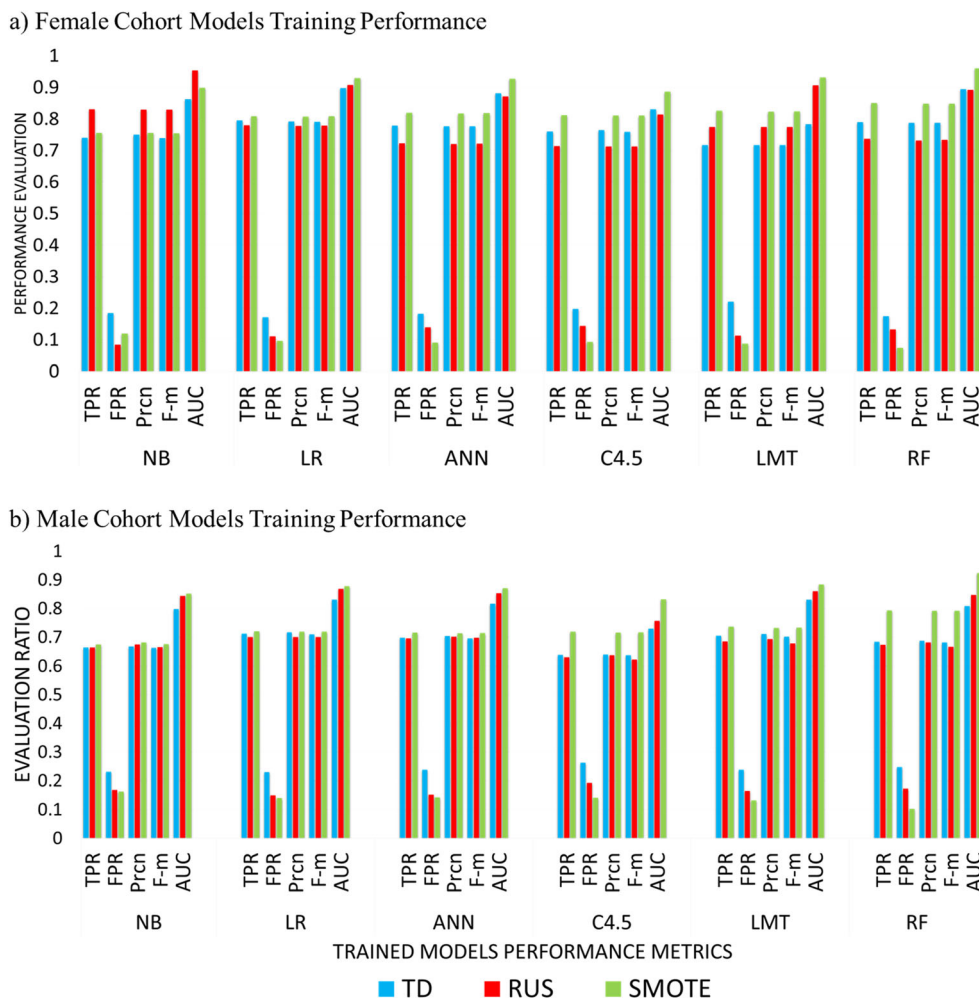 a) Female Cohort Models Training Performance
PERFORMANCE EVALUATION
1
0.9
0.8
0.7
0.6
0.5
0.4
0.3
0.2
0.1
0
TPR FPR Prcn F-m AUC TPR FPR Prcn F-m AUC TPR FPR Prcn F-m AUC TPR FPR Prcn F-m AUC TPR FPR Prcn F-m AUC TPR FPR Prcn F-m AUC
NB LR ANN C4.5 LMT RF
b) Male Cohort Models Training Performance
EVALUATION RATIO
1
0.9
0.8
0.7
0.6
0.5
0.4
0.3
0.2
0.1
0
TPR FPR Prcn F-m AUC TPR FPR Prcn F-m AUC TPR FPR Prcn F-m AUC TPR FPR Prcn F-m AUC TPR FPR Prcn F-m AUC TPR FPR Prcn F-m AUC
NB LR ANN C4.5 LMT RF
TRAINED MODELS PERFORMANCE METRICS
TD RUS SMOTE